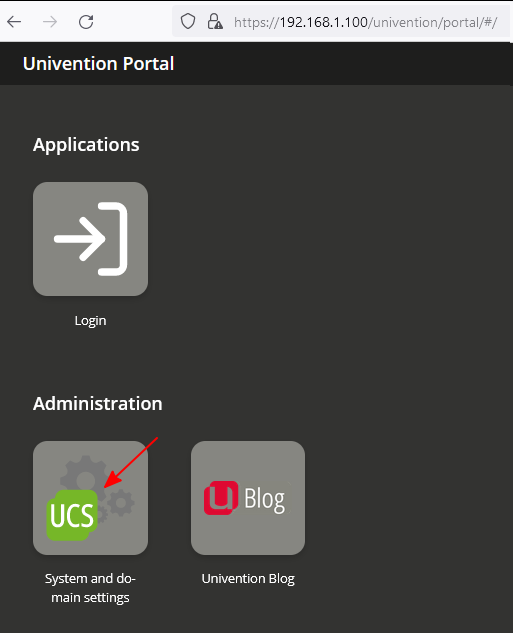 https://192.168.1.100/univention/portal/#/
Univention Portal
Applications
Login
Administration
UCS
Blog
System and do-
main settings
Univention Blog